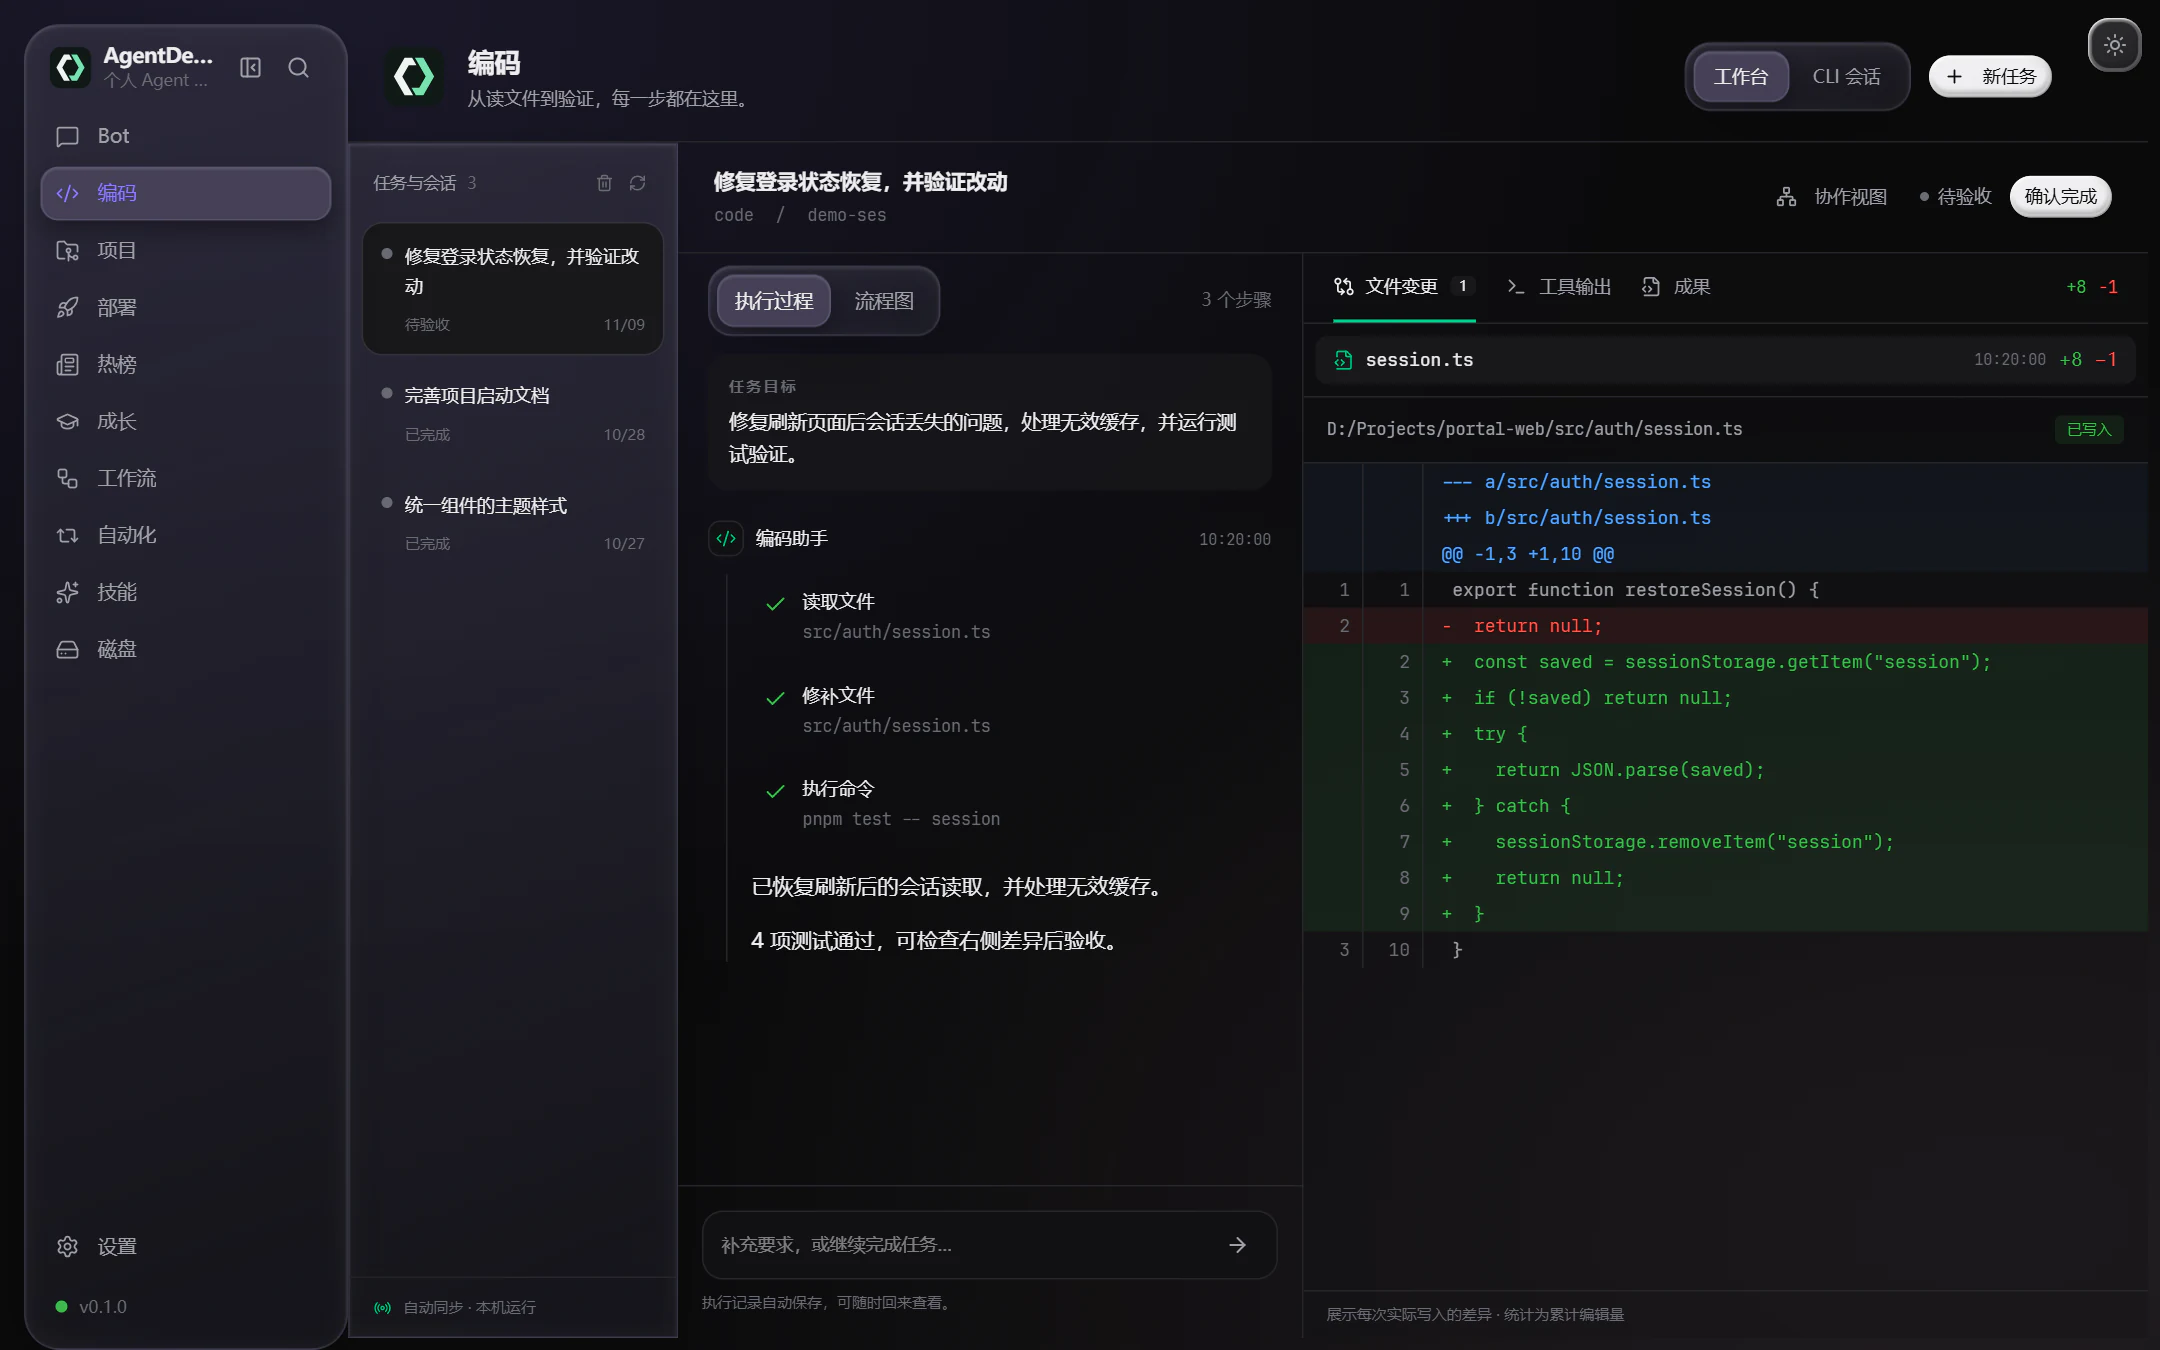 AgentDe...
个人 Agent ...
Bot
编码
项目
部署
热榜
成长
工作流
自动化
技能
磁盘
设置
v0.1.0
编码
从读文件到验证，每一步都在这里。
工作台
CLI 会话
+ 新任务
任务与会话 3
修复登录状态恢复，并验证改
动
待验收 11/09
完善项目启动文档
已完成 10/28
统一组件的主题样式
已完成 10/27
自动同步 · 本机运行
修复登录状态恢复，并验证改动
code / demo-ses
协作视图
待验收
确认完成
执行过程
流程图
3 个步骤
任务目标
修复刷新页面后会话丢失的问题，处理无效缓存，并运行测
试验证。
编码助手 10:20:00
读取文件
src/auth/session.ts
修补文件
src/auth/session.ts
执行命令
pnpm test -- session
已恢复刷新后的会话读取，并处理无效缓存。
4 项测试通过，可检查右侧差异后验收。
补充要求，或继续完成任务...
执行记录自动保存，可随时回来查看。
文件变更 1
工具输出
成果
+8 -1
session.ts 10:20:00 +8 −1
D:/Projects/portal-web/src/auth/session.ts 已写入
--- a/src/auth/session.ts
+++ b/src/auth/session.ts
@@ -1,3 +1,10 @@
1 1 export function restoreSession() {
2 - return null;
2 + const saved = sessionStorage.getItem("session");
3 + if (!saved) return null;
4 + try {
5 + return JSON.parse(saved);
6 + } catch {
7 + sessionStorage.removeItem("session");
8 + return null;
9 + }
3 10 }
展示每次实际写入的差异 · 统计为累计编辑量